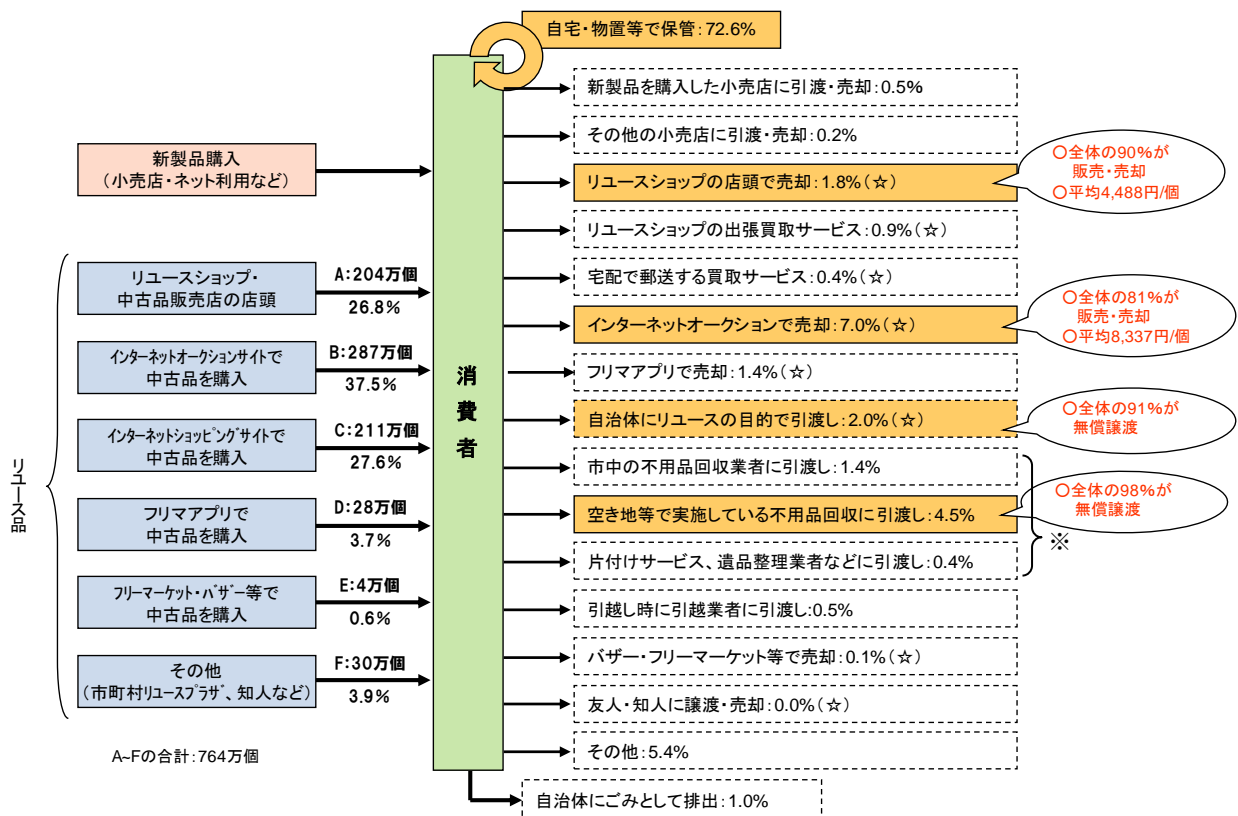 自宅・物置等で保管:72.6%
新製品を購入した小売店に引渡・売却:0.5%
その他の小売店に引渡・売却:0.2%
新製品購入
(小売店・ネット利用など)
リユースショップの店頭で売却:1.8%(☆)
〇全体の90%が
販売・売却
〇平均4,488円/個
リユースショップの出張買取サービス:0.9%(☆)
リユースショップ・
中古品販売店の店頭
A:204万個
26.8%
宅配で郵送する買取サービス:0.4%(☆)
インターネットオークションで売却:7.0%(☆)
〇全体の81%が
販売・売却
〇平均8,337円/個
インターネットオークションサイトで
中古品を購入
B:287万個
37.5%
消費者
フリマアプリで売却:1.4%(☆)
自治体にリユースの目的で引渡し:2.0%(☆)
〇全体の91%が
無償譲渡
インターネットショッピングサイトで
中古品を購入
C:211万個
27.6%
リユース品
市中の不用品回収業者に引渡し:1.4%
空き地等で実施している不用品回収に引渡し:4.5%
〇全体の98%が
無償譲渡
※
フリマアプリで
中古品を購入
D:28万個
3.7%
片付けサービス、遺品整理業者などに引渡し:0.4%
フリーマーケット・バザー等で
中古品を購入
E:4万個
0.6%
引越し時に引越業者に引渡し:0.5%
バザー・フリーマーケット等で売却:0.1%(☆)
その他
(市町村リユースプラザ、知人など)
F:30万個
3.9%
友人・知人に譲渡・売却:0.0%(☆)
その他:5.4%
A~Fの合計:764万個
自治体にごみとして排出:1.0%